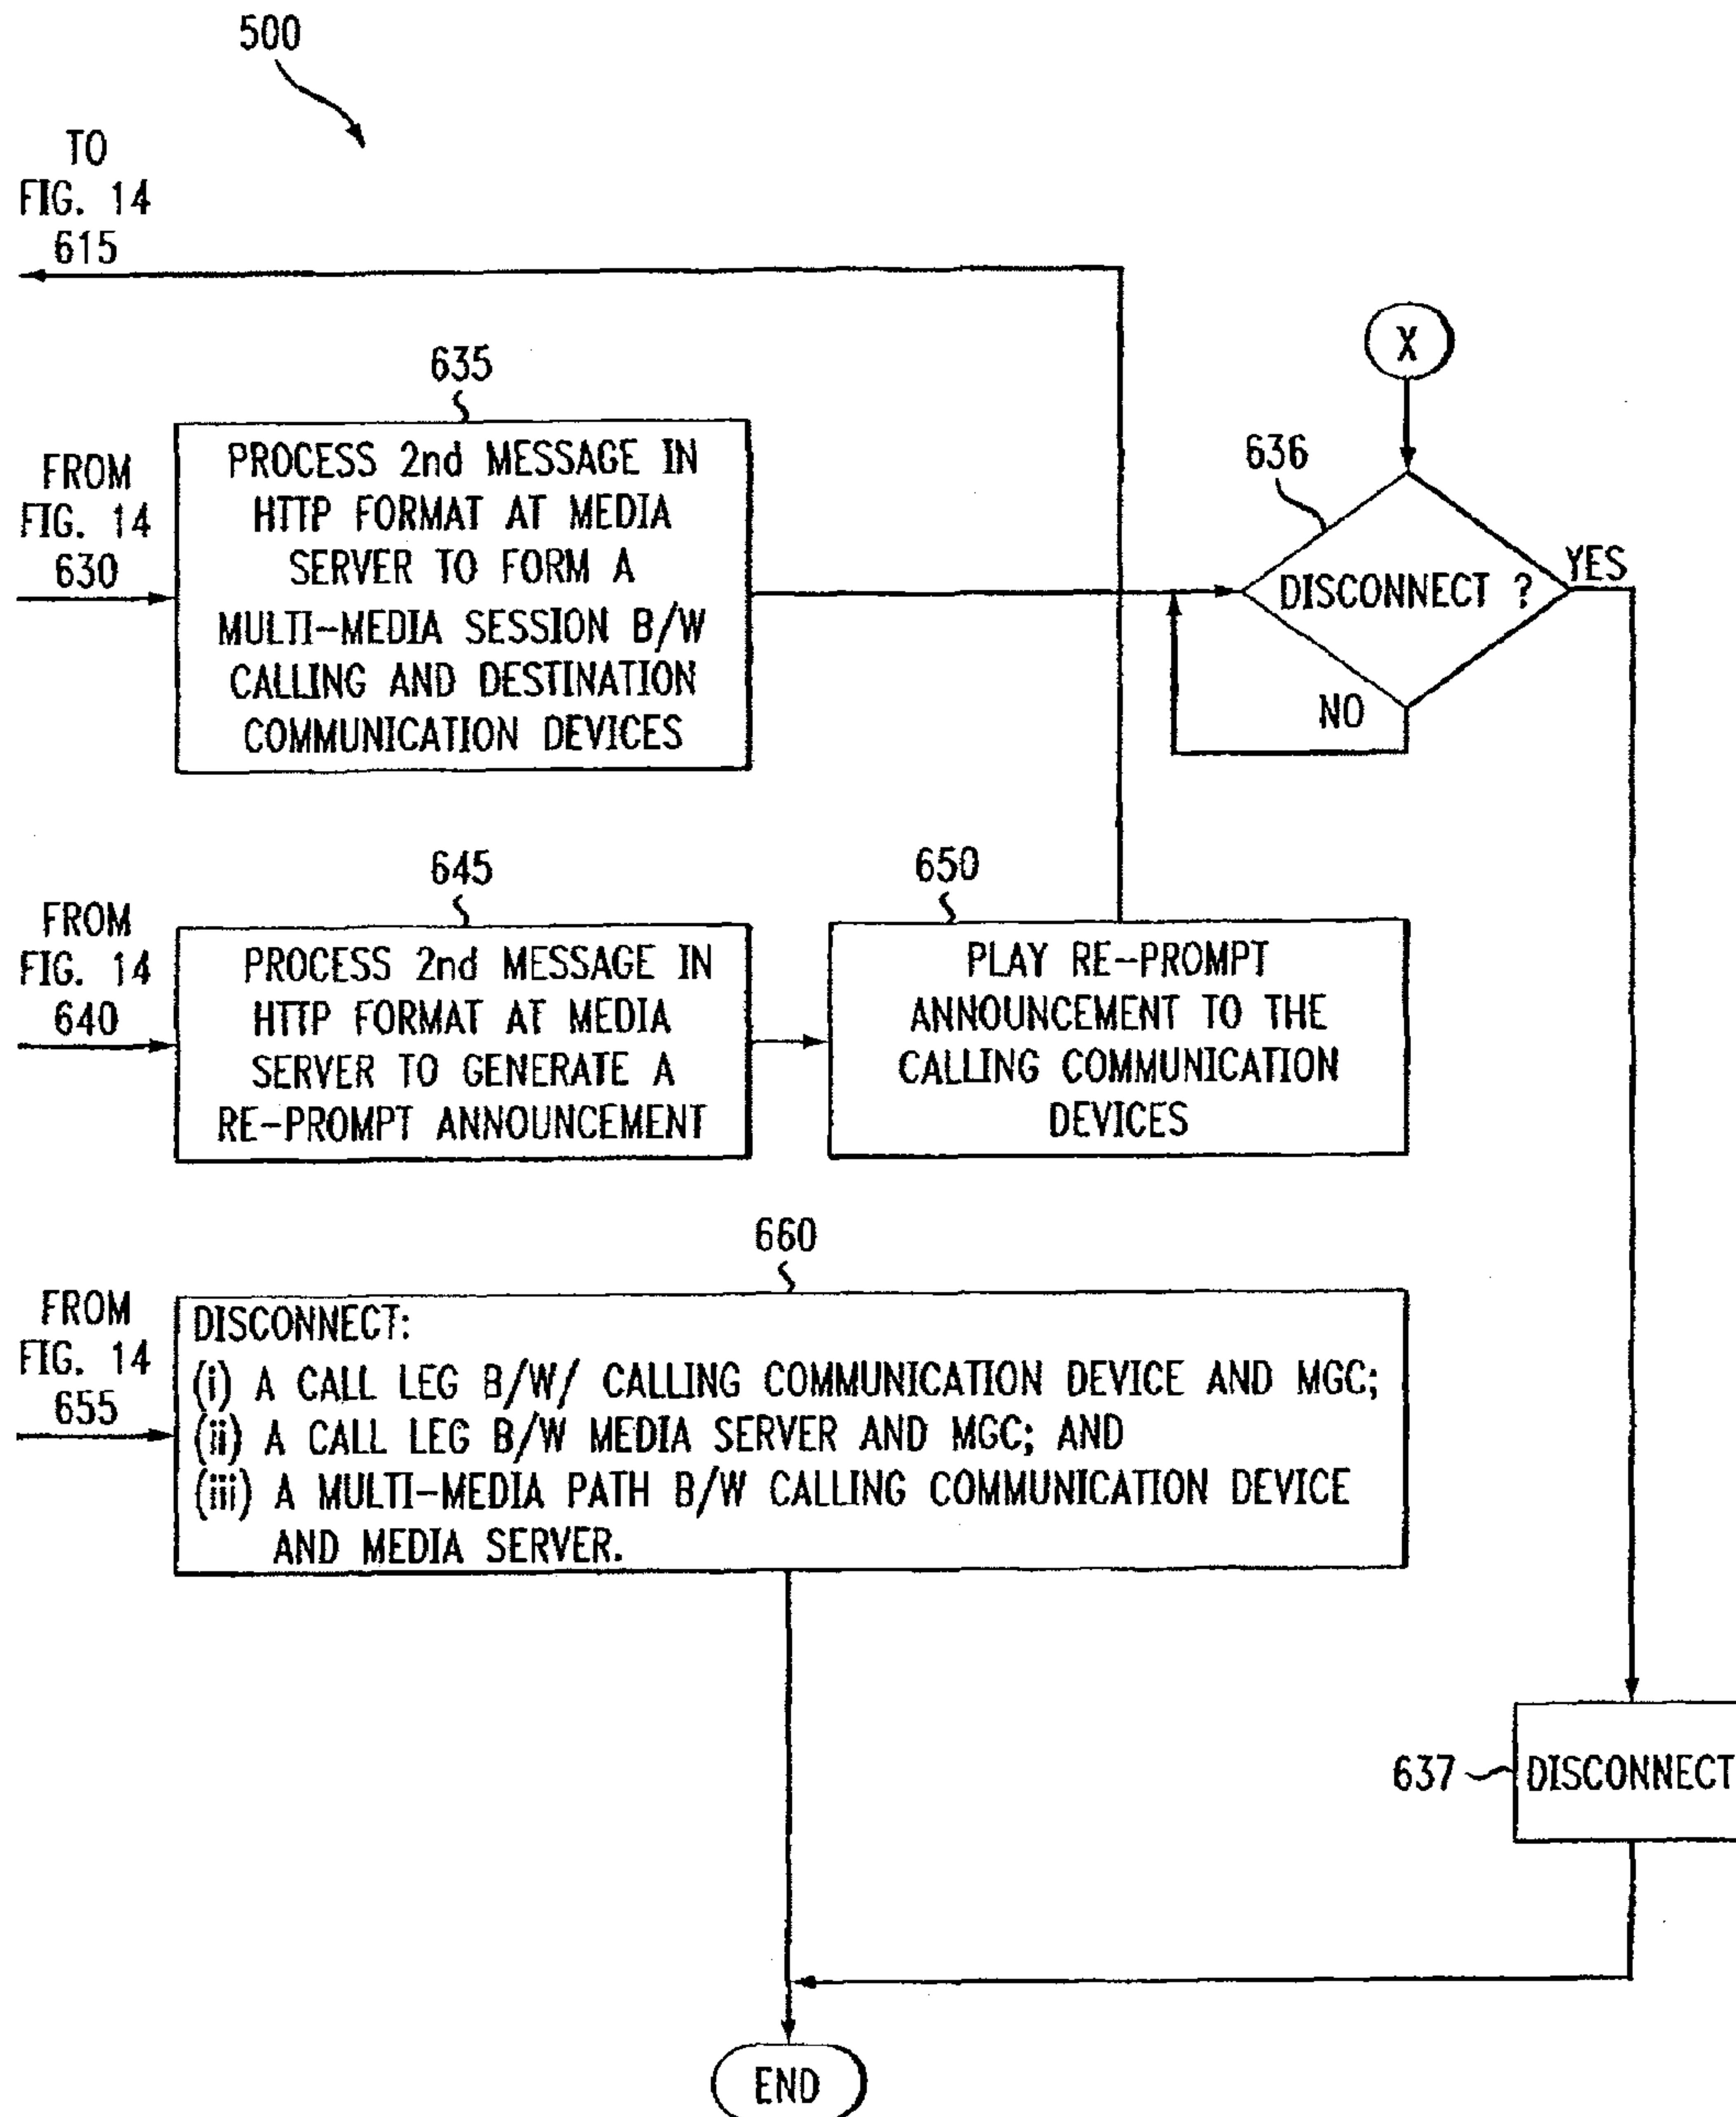 500
TO
FIG. 14
615
X
635
PROCESS 2nd MESSAGE IN
HTTP FORMAT AT MEDIA
SERVER TO FORM A
MULTI-MEDIA SESSION B/W
CALLING AND DESTINATION
COMMUNICATION DEVICES
FROM
FIG. 14
630
636
DISCONNECT ?
YES
NO
FROM
FIG. 14
640
645
PROCESS 2nd MESSAGE IN
HTTP FORMAT AT MEDIA
SERVER TO GENERATE A
RE-PROMPT ANNOUNCEMENT
650
PLAY RE-PROMPT
ANNOUNCEMENT TO THE
CALLING COMMUNICATION
DEVICES
FROM
FIG. 14
655
660
DISCONNECT:
(i) A CALL LEG B/W/ CALLING COMMUNICATION DEVICE AND MGC;
(ii) A CALL LEG B/W MEDIA SERVER AND MGC; AND
(iii) A MULTI-MEDIA PATH B/W CALLING COMMUNICATION DEVICE
AND MEDIA SERVER.
637
DISCONNECT
END